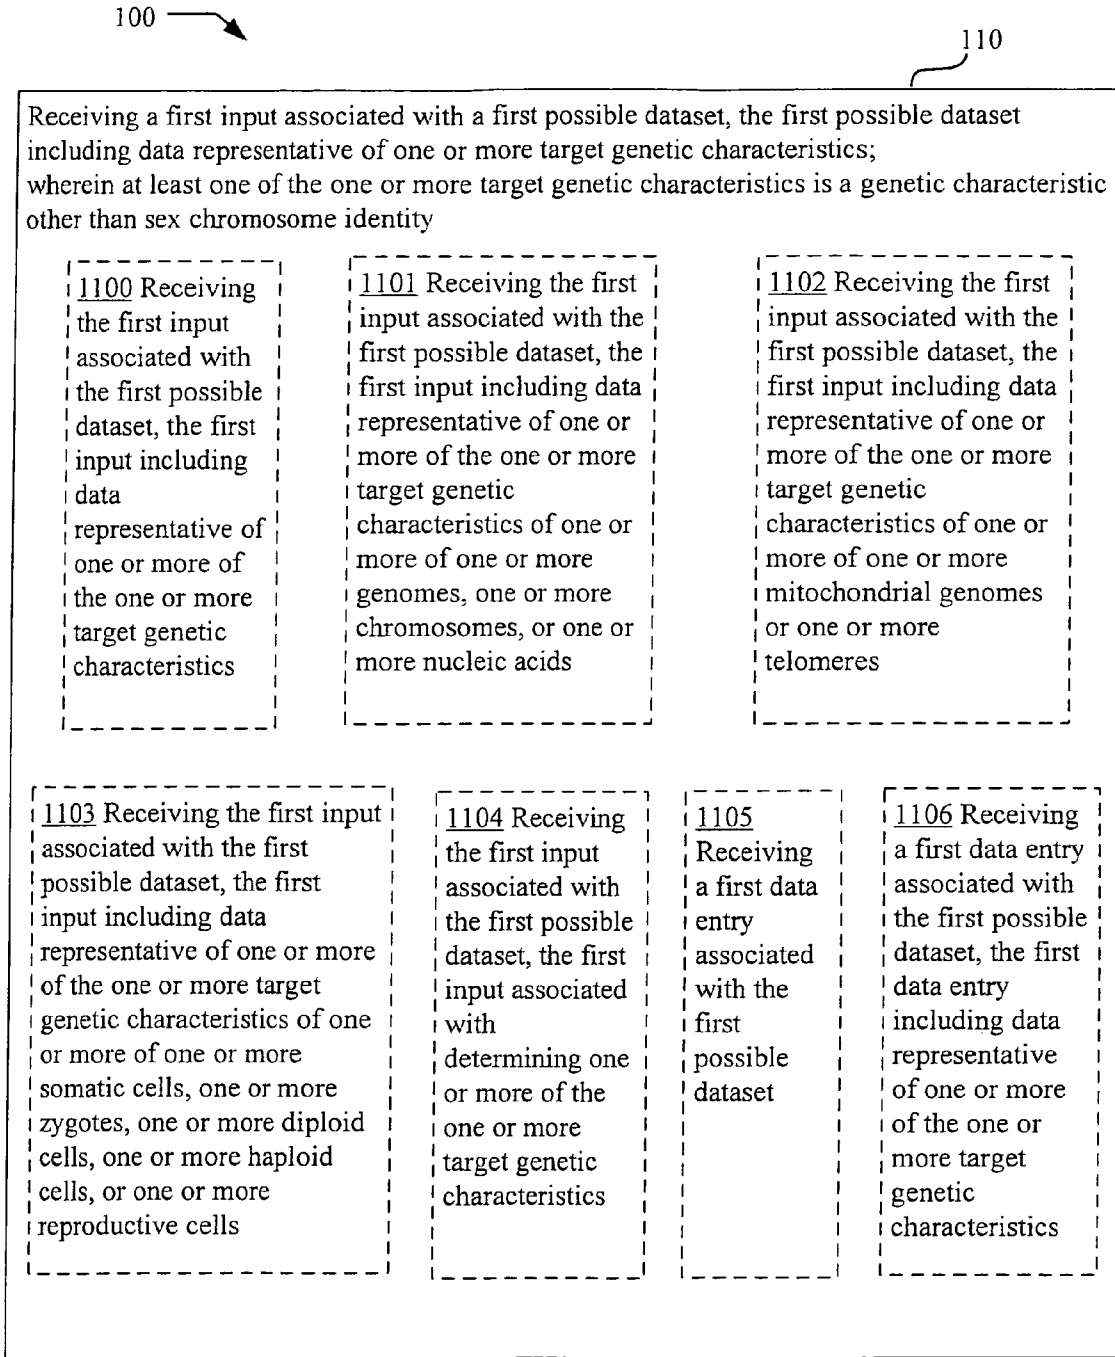 100
110
Receiving a first input associated with a first possible dataset, the first possible dataset
including data representative of one or more target genetic characteristics;
wherein at least one of the one or more target genetic characteristics is a genetic characteristic
other than sex chromosome identity
1100 Receiving
the first input
associated with
the first possible
dataset, the first
input including
data
representative of
one or more of
the one or more
target genetic
characteristics
1101 Receiving the first
input associated with the
first possible dataset, the
first input including data
representative of one or
more of the one or more
target genetic
characteristics of one or
more of one or more
genomes, one or more
chromosomes, or one or
more nucleic acids
1102 Receiving the first
input associated with the
first possible dataset, the
first input including data
representative of one or
more of the one or more
target genetic
characteristics of one or
more of one or more
mitochondrial genomes
or one or more
telomeres
1103 Receiving the first input
associated with the first
possible dataset, the first
input including data
representative of one or more
of the one or more target
genetic characteristics of one
or more of one or more
somatic cells, one or more
zygotes, one or more diploid
cells, one or more haploid
cells, or one or more
reproductive cells
1104 Receiving
the first input
associated with
the first possible
dataset, the first
input associated
with
determining one
or more of the
one or more
target genetic
characteristics
1105
Receiving
a first data
entry
associated
with the
first
possible
dataset
1106 Receiving
a first data entry
associated with
the first possible
dataset, the first
data entry
including data
representative
of one or more
of the one or
more target
genetic
characteristics